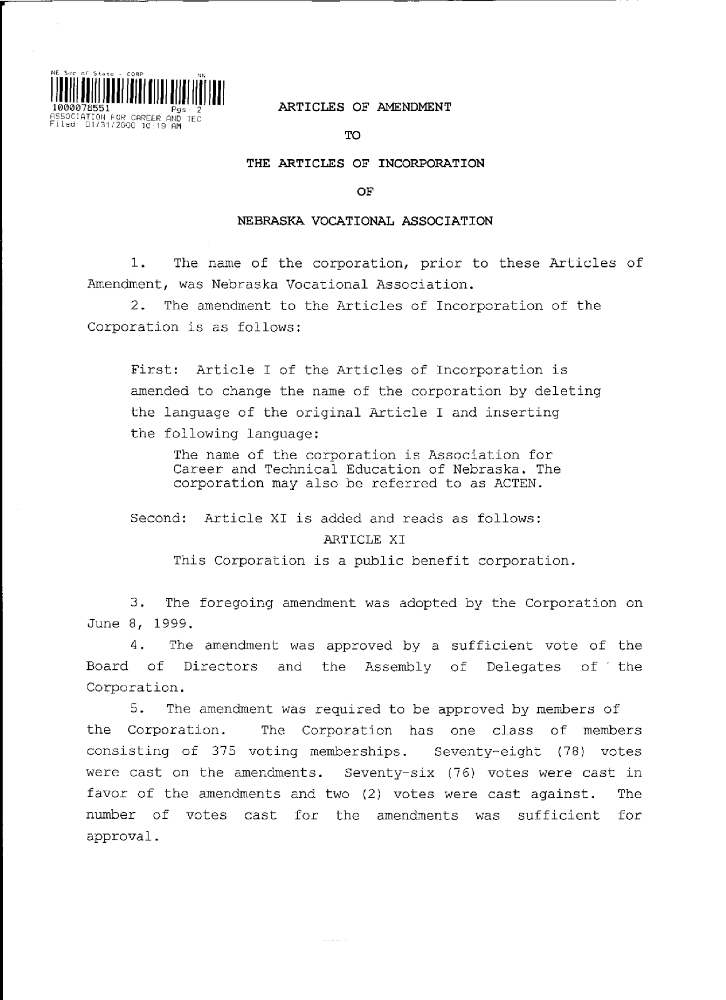 NE Sec of State - CORP NN
1000078551 Pgs 2
ASSOCIATION FOR CAREER AND TEC
Filed: 01/31/2000 10:19 AM
ARTICLES OF AMENDMENT
TO
THE ARTICLES OF INCORPORATION
OF
NEBRASKA VOCATIONAL ASSOCIATION
1. The name of the corporation, prior to these Articles of
Amendment, was Nebraska Vocational Association.
2. The amendment to the Articles of Incorporation of the
Corporation is as follows:
First: Article I of the Articles of Incorporation is
amended to change the name of the corporation by deleting
the language of the original Article I and inserting
the following language:
The name of the corporation is Association for
Career and Technical Education of Nebraska. The
corporation may also be referred to as ACTEN.
Second: Article XI is added and reads as follows:
ARTICLE XI
This Corporation is a public benefit corporation.
3. The foregoing amendment was adopted by the Corporation on
June 8, 1999.
4. The amendment was approved by a sufficient vote of the
Board of Directors and the Assembly of Delegates of the
Corporation.
5. The amendment was required to be approved by members of
the Corporation. The Corporation has one class of members
consisting of 375 voting memberships. Seventy-eight (78) votes
were cast on the amendments. Seventy-six (76) votes were cast in
favor of the amendments and two (2) votes were cast against. The
number of votes cast for the amendments was sufficient for
approval.